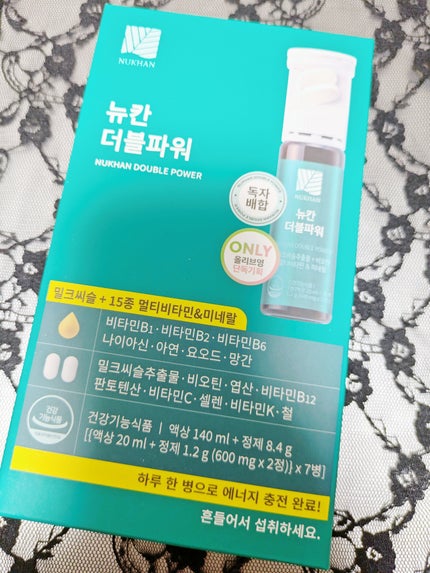 NUKHAN
뉴칸
더블파워
NUKHAN DOUBLE POWER
독자
배합
ONLY
올리브영
단독기획
NUKHAN
뉴칸
더블파워
밀크씨슬 + 15종 멀티비타민&미네랄
비타민B1 · 비타민B2 · 비타민B6
나이아신 · 아연 · 요오드 · 망간
밀크씨슬추출물 · 비오틴 · 엽산 · 비타민B12
판토텐산 · 비타민C · 셀렌 · 비타민K · 철
건강
기능식품
건강기능식품 | 액상 140 ml + 정제 8.4 g
[{액상 20 ml + 정제 1.2 g (600 mg x 2정)} x 7병]
하루 한 병으로 에너지 충전 완료!
흔들어서 섭취하세요.